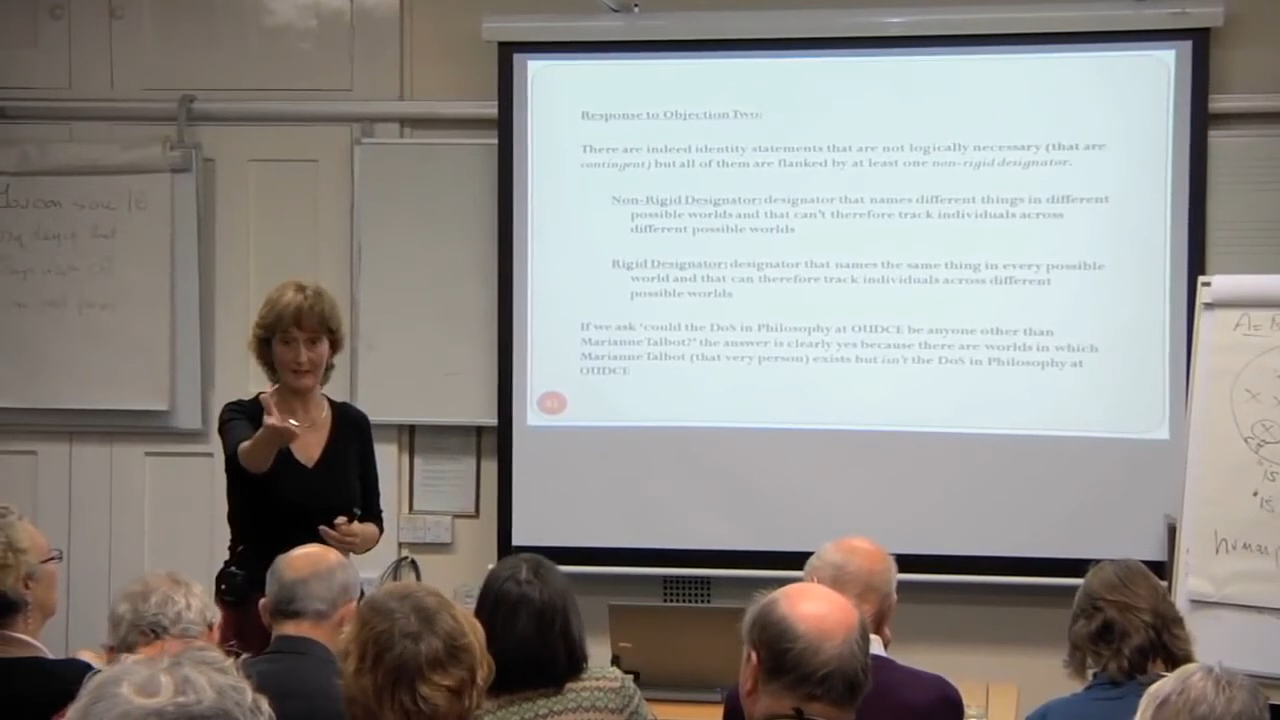 Response to Objection Two:
There are indeed identity statements that are not logically necessary (that are
contingent) but all of them are flanked by at least one non-rigid designator.
Non-Rigid Designator: designator that names different things in different
possible worlds and that can't therefore track individuals across
different possible worlds
Rigid Designator: designator that names the same thing in every possible
world and that can therefore track individuals across different
possible worlds
If we ask 'could the DoS in Philosophy at OUDCE be anyone other than
Marianne Talbot?' the answer is clearly yes because there are worlds in which
Marianne Talbot (that very person) exists but isn't the DoS in Philosophy at
OUDCE
A=
"is
"is